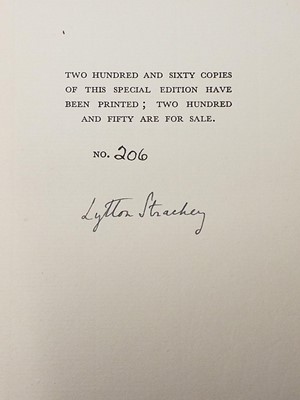 TWO HUNDRED AND SIXTY COPIES
OF THIS SPECIAL EDITION HAVE
BEEN PRINTED; TWO HUNDRED
AND FIFTY ARE FOR SALE.
NO. 206
Lytton Strachey